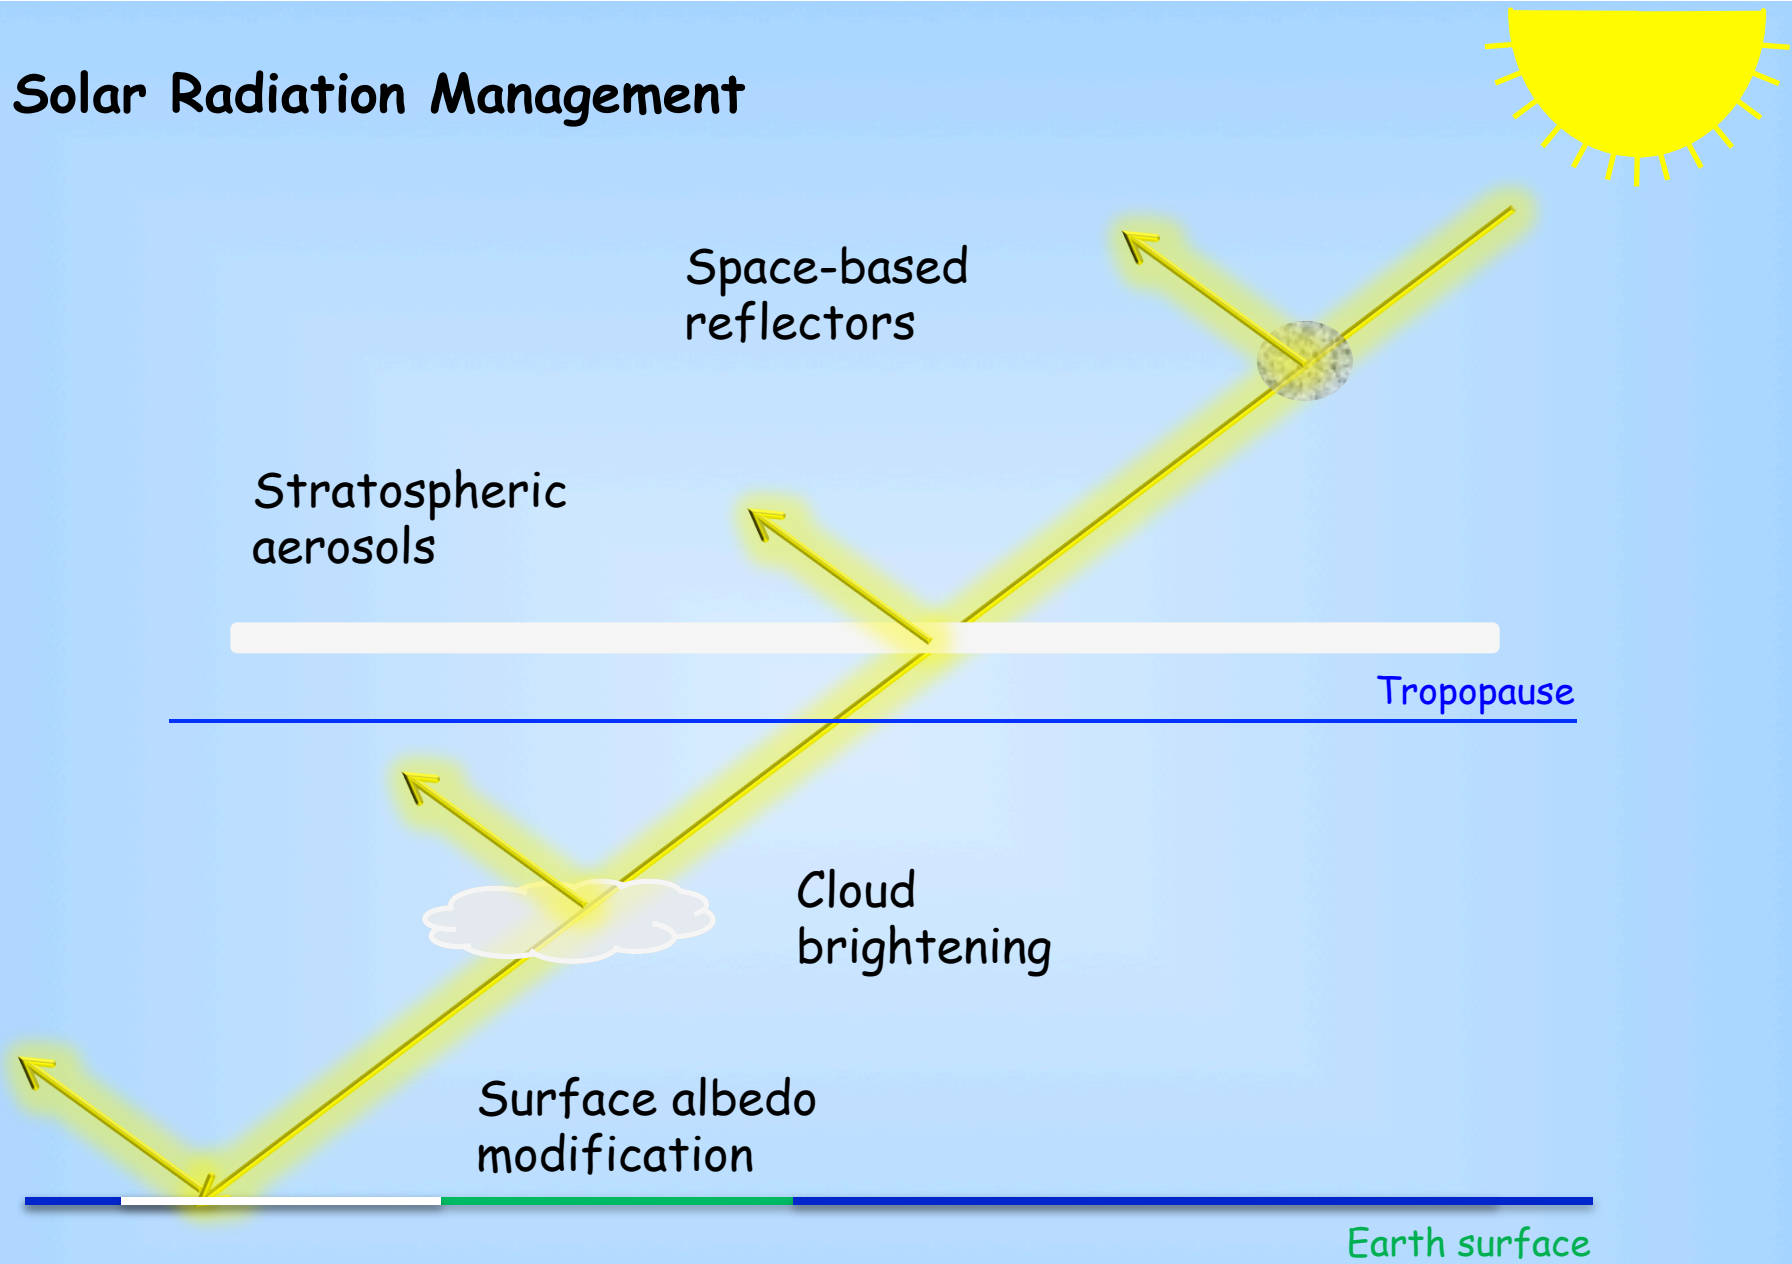 Solar Radiation Management
Space-based
reflectors
Stratospheric
aerosols
Tropopause
Cloud
brightening
Surface albedo
modification
Earth surface